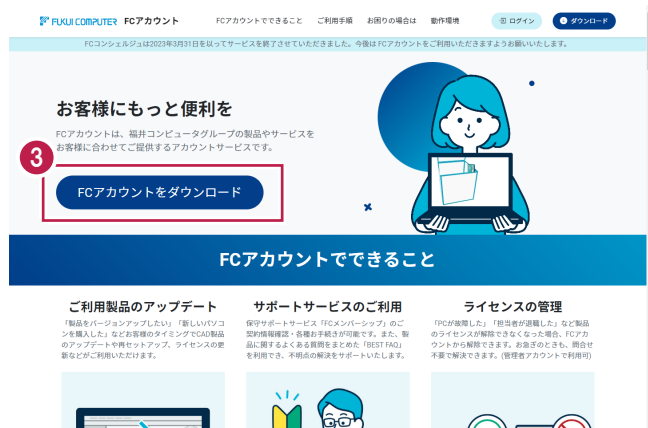 FUKUI COMPUTER FCアカウント
FCアカウントでできること ご利用手順 お困りの場合は 動作環境
ログイン
ダウンロード
FCコンシェルジュは2023年3月31日を以ってサービスを終了させていただきました。今後はFCアカウントをご利用いただきますようお願いいたします。
お客様にもっと便利を
FCアカウントは、福井コンピュータグループの製品やサービスを
お客様に合わせてご提供するアカウントサービスです。
3
FCアカウントをダウンロード
FCアカウントでできること
ご利用製品のアップデート
「製品をバージョンアップしたい」「新しいパソコ
ンを購入した」などお客様のタイミングでCAD製品
のアップデートや再セットアップ、ライセンスの更
新などがご利用いただけます。
サポートサービスのご利用
保守サポートサービス「FCメンバーシップ」のご
契約情報確認・各種お手続きが可能です。また、製
品に関するよくある質問をまとめた「BEST FAQ」
を利用でき、不明点の解決をサポートいたします。
ライセンスの管理
「PCが故障した」「担当者が退職した」など製品
のライセンスが解除できなくなった場合、FCアカ
ウントから解除できます。お急ぎのときも、問合せ
不要で解決できます。(管理者アカウントで利用可)